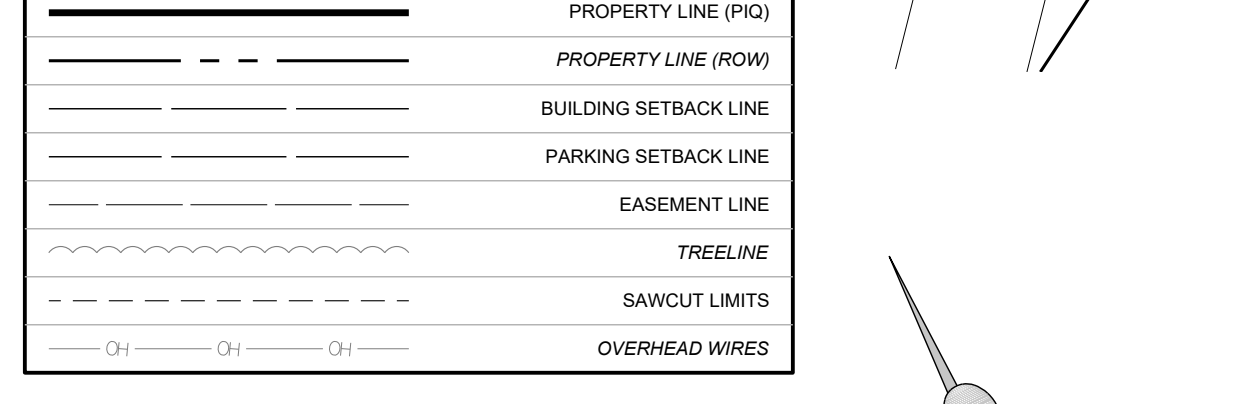 PROPERTY LINE (PIQ)
PROPERTY LINE (ROW)
BUILDING SETBACK LINE
PARKING SETBACK LINE
EASEMENT LINE
TREELINE
SAWCUT LIMITS
OH OH OH OVERHEAD WIRES